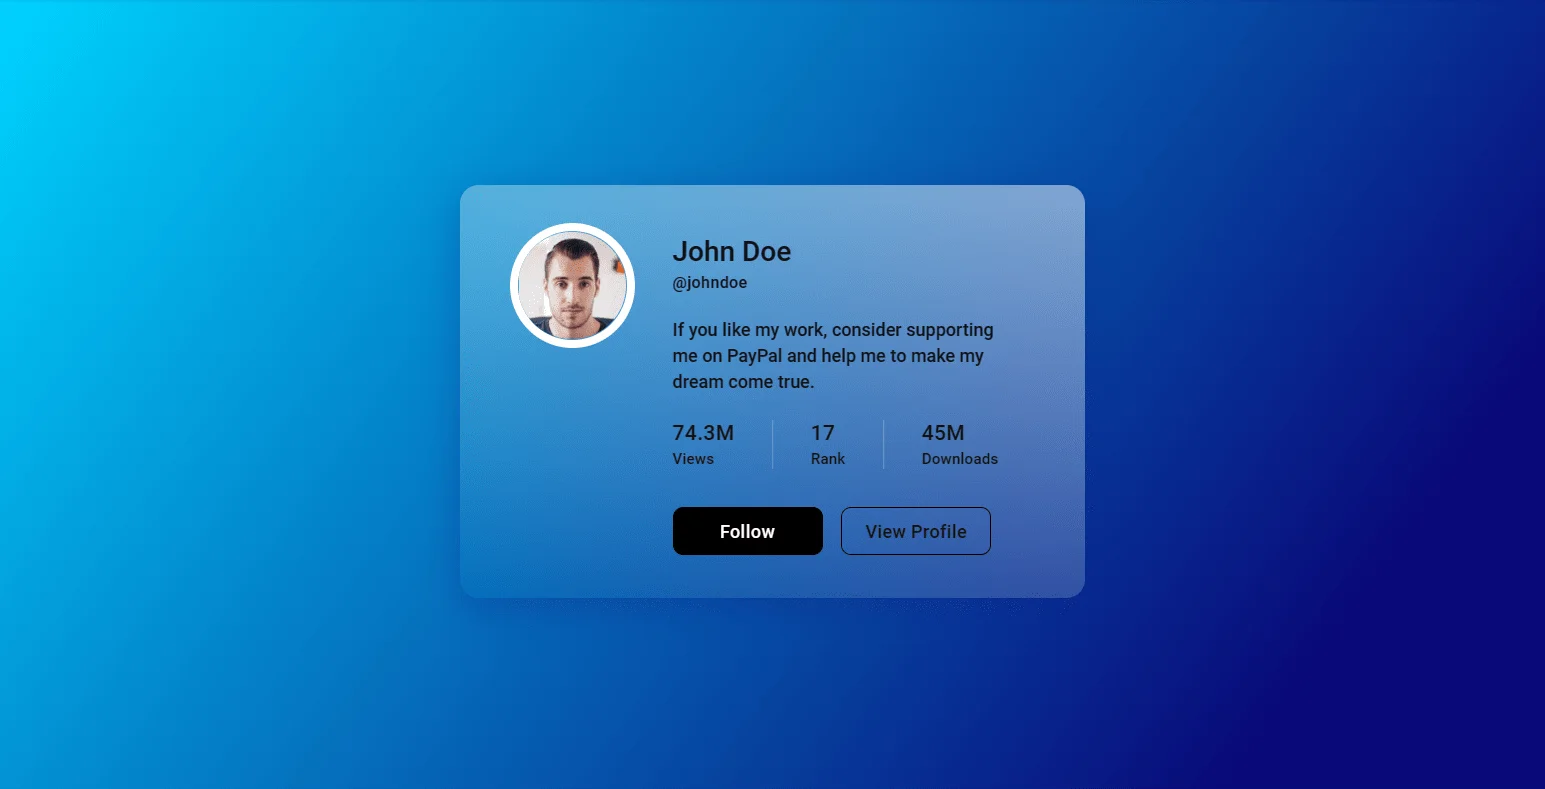 John Doe
@johndoe
If you like my work, consider supporting
me on PayPal and help me to make my
dream come true.
74.3M 17 45M
Views Rank Downloads
Follow View Profile